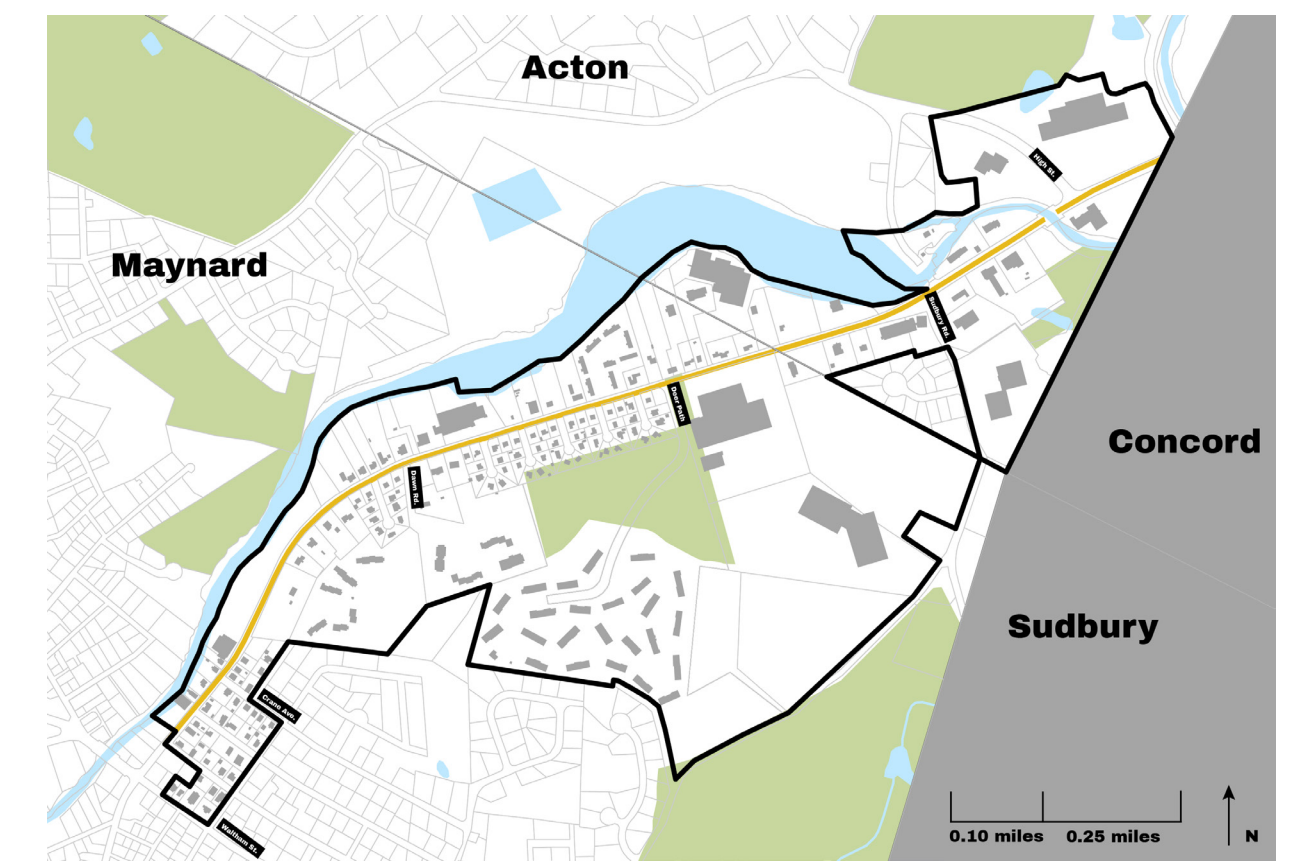 Acton
High St.
Maynard
Sudbury Rd.
Deer Path
Concord
Dawn Rd.
Sudbury
Crane Ave.
Waltham St.
0.10 miles 0.25 miles N